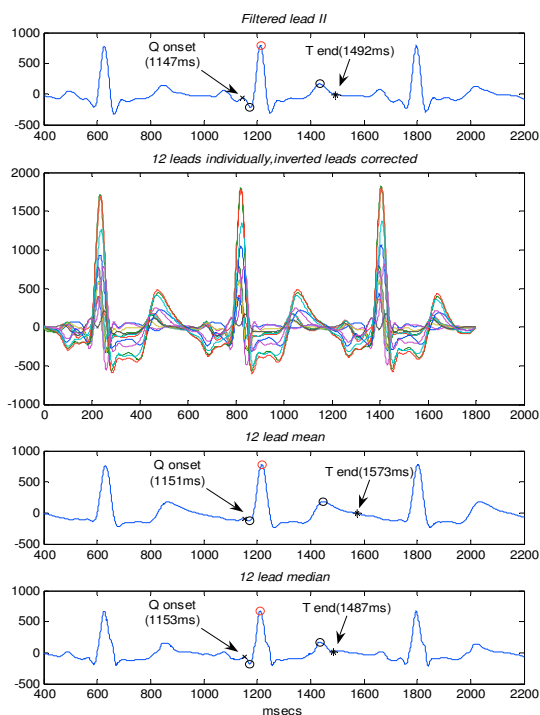 Filtered lead II
1000
500
0
-500
400 600 800 1000 1200 1400 1600 1800 2000 2200
Q onset
(1147ms)
T end(1492ms)
12 leads individually,inverted leads corrected
2000
1500
1000
500
0
-500
-1000
0 200 400 600 800 1000 1200 1400 1600 1800 2000
12 lead mean
1000
500
0
-500
400 600 800 1000 1200 1400 1600 1800 2000 2200
Q onset
(1151ms)
T end(1573ms)
12 lead median
1000
500
0
-500
400 600 800 1000 1200 1400 1600 1800 2000 2200
Q onset
(1153ms)
T end(1487ms)
msecs